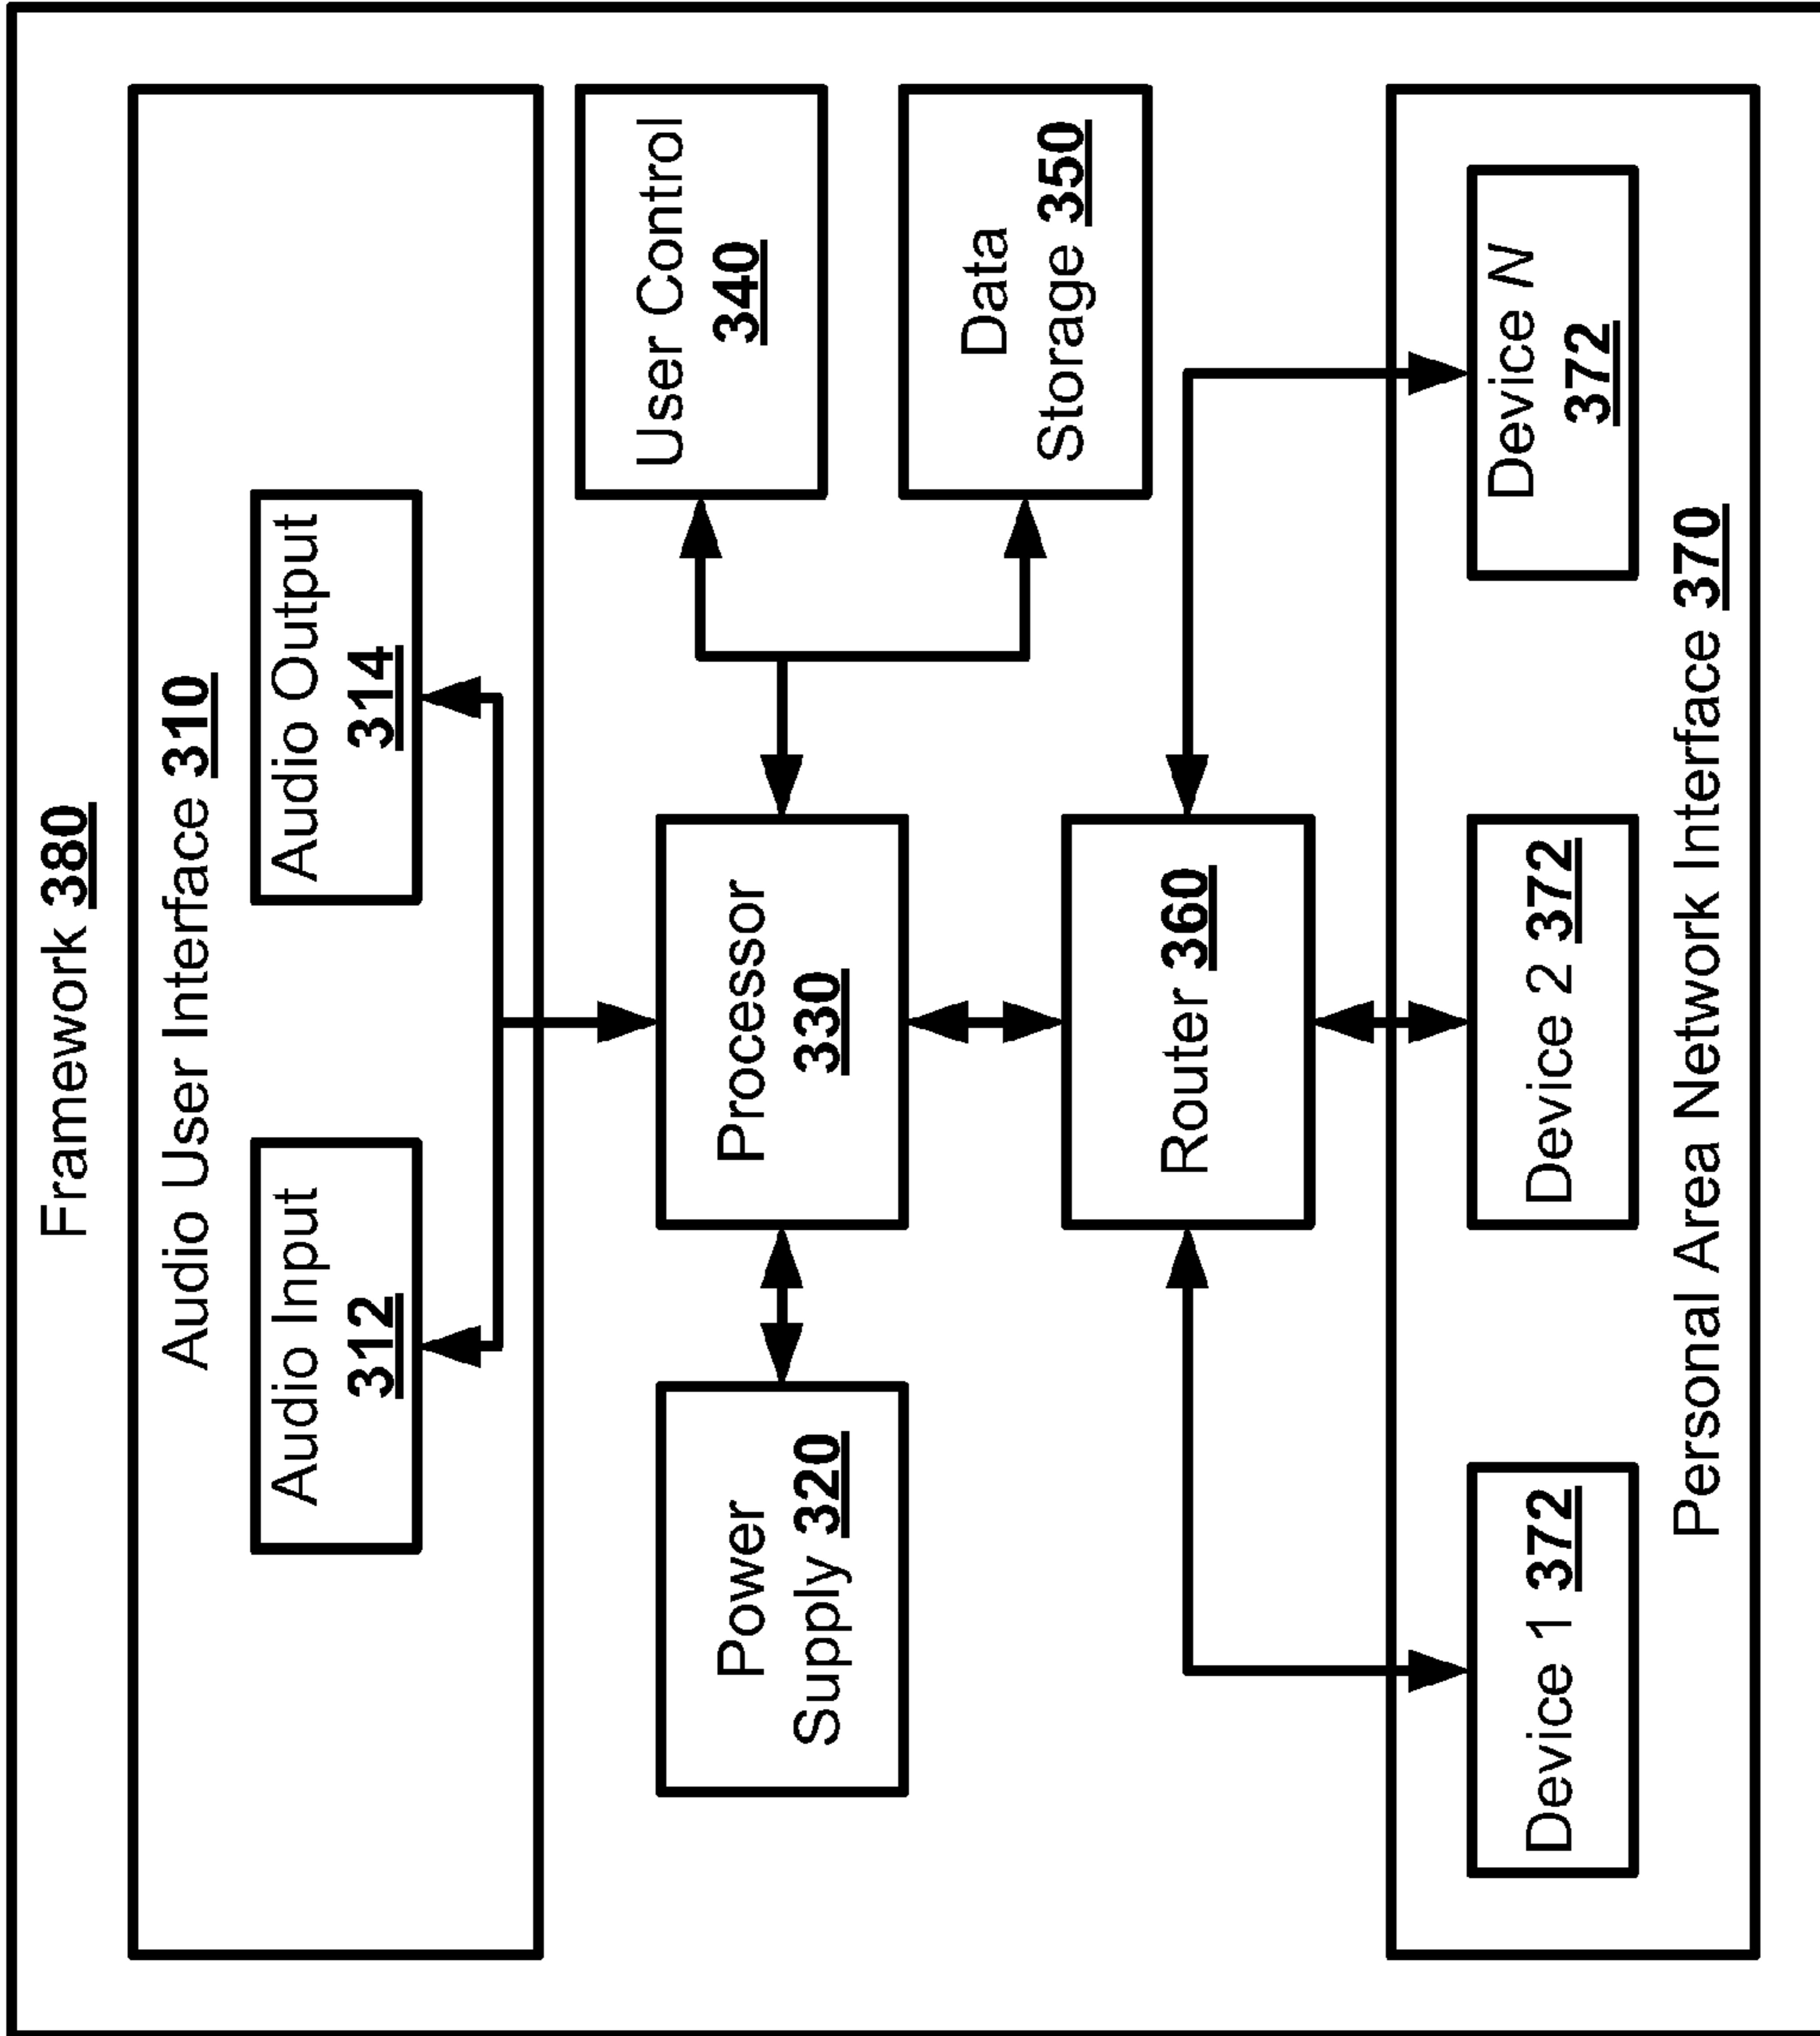 Framework 380
Audio User Interface 310
Audio Input
312
Audio Output
314
User Control
340
Power
Supply 320
Processor
330
Data
Storage 350
Router 360
Device 1 372
Device 2 372
Device N
372
Personal Area Network Interface 370